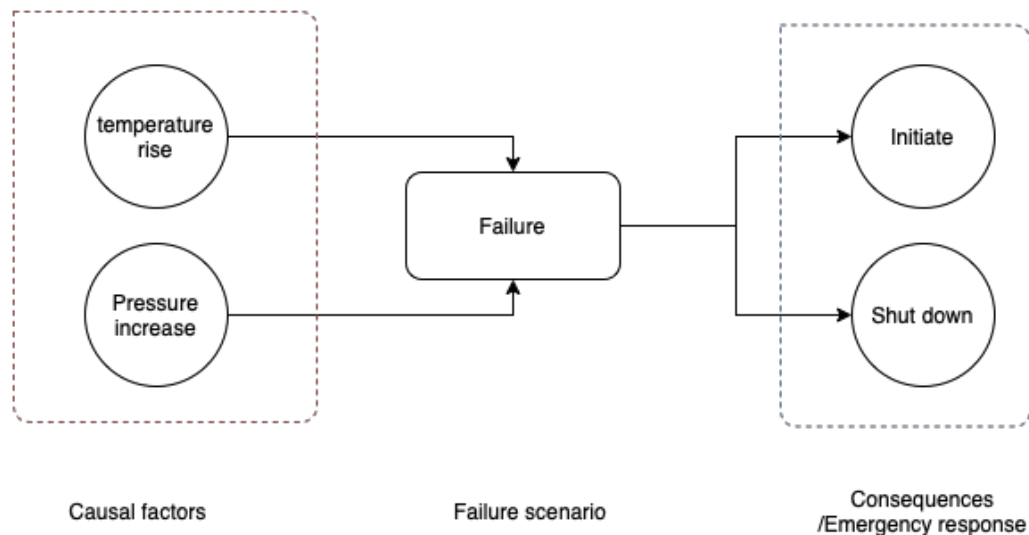 temperature
rise
Initiate
Failure
Pressure
increase
Shut down
Causal factors
Failure scenario
Consequences
/Emergency response